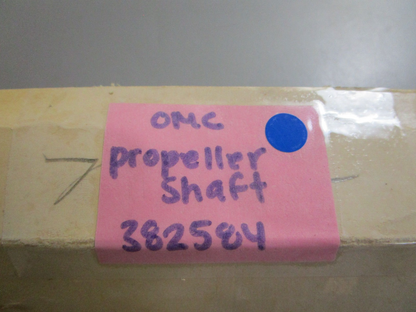 OMC
propeller
shaft
382584